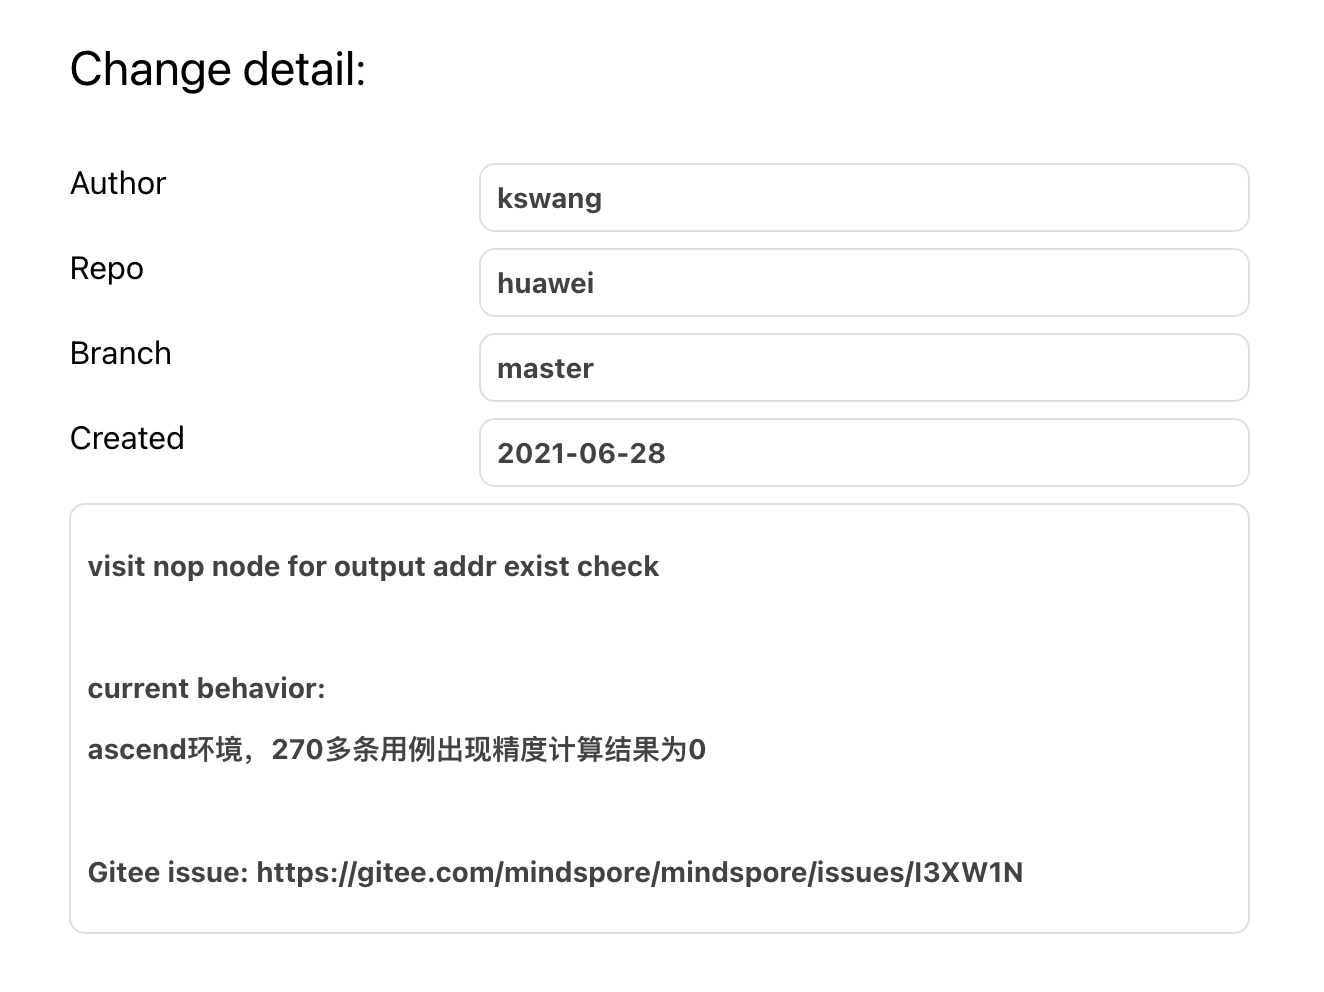 Change detail:
Author
kswang
Repo
huawei
Branch
master
Created
2021-06-28
visit nop node for output addr exist check
current behavior:
ascend环境，270多条用例出现精度计算结果为0
Gitee issue: https://gitee.com/mindspore/mindspore/issues/I3XW1N